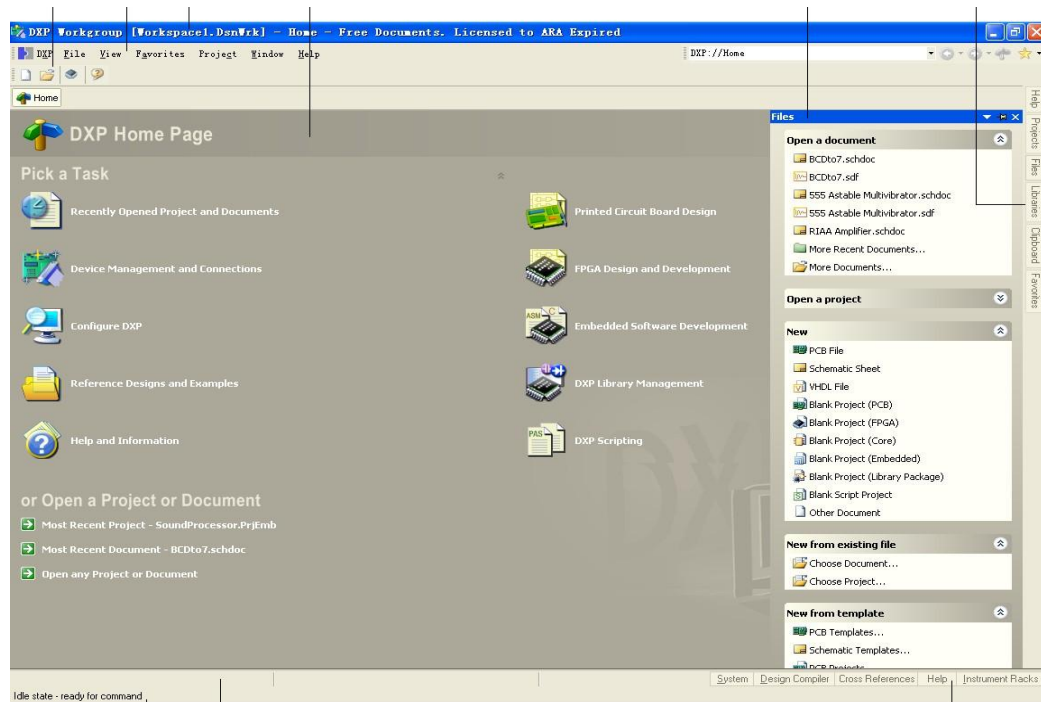 DXP Workgroup [Workspace1.DsnWrk] - Home - Free Documents. Licensed to ARA Expired
DXP File View Favorites Project Window Help
DXP://Home
Home
DXP Home Page
Pick a Task
Recently Opened Project and Documents
Printed Circuit Board Design
Device Management and Connections
FPGA Design and Development
Configure DXP
Embedded Software Development
Reference Designs and Examples
DXP Library Management
Help and Information
DXP Scripting
or Open a Project or Document
Most Recent Project - SoundProcessor.PrjEmb
Most Recent Document - BCDto7.schdoc
Open any Project or Document
Files
Open a document
BCDto7.schdoc
BCDto7.sdf
555 Astable Multivibrator.schdoc
555 Astable Multivibrator.sdf
RIAA Amplifier.schdoc
More Recent Documents...
More Documents...
Open a project
New
PCB File
Schematic Sheet
VHDL File
Blank Project (PCB)
Blank Project (FPGA)
Blank Project (Core)
Blank Project (Embedded)
Blank Project (Library Package)
Blank Script Project
Other Document
New from existing file
Choose Document...
Choose Project...
New from template
PCB Templates...
Schematic Templates...
PCB Projects
Help
Projects
Files
Libraries
Clipboard
Favorites
System Design Compiler Cross References Help Instrument Racks
Idle state - ready for command